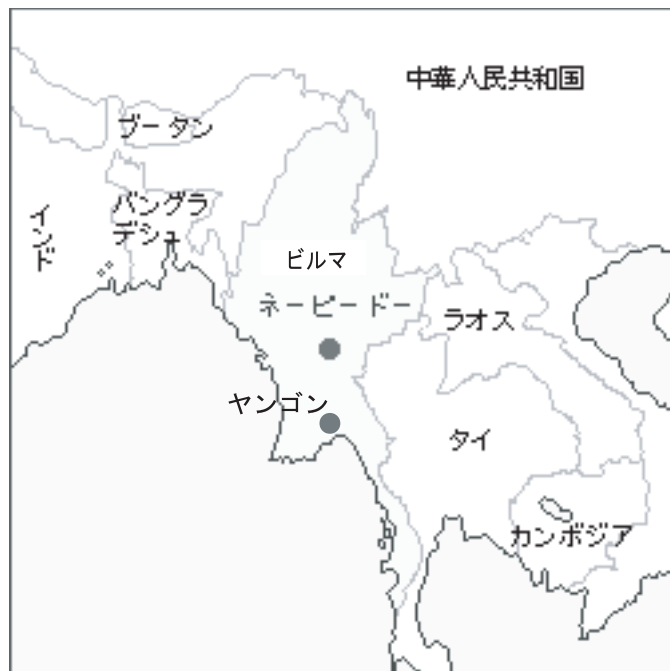 中華人民共和国
ブータン
バングラ
デシュ
インド
ビルマ
ネーピードー
ラオス
ヤンゴン
タイ
カンボジア